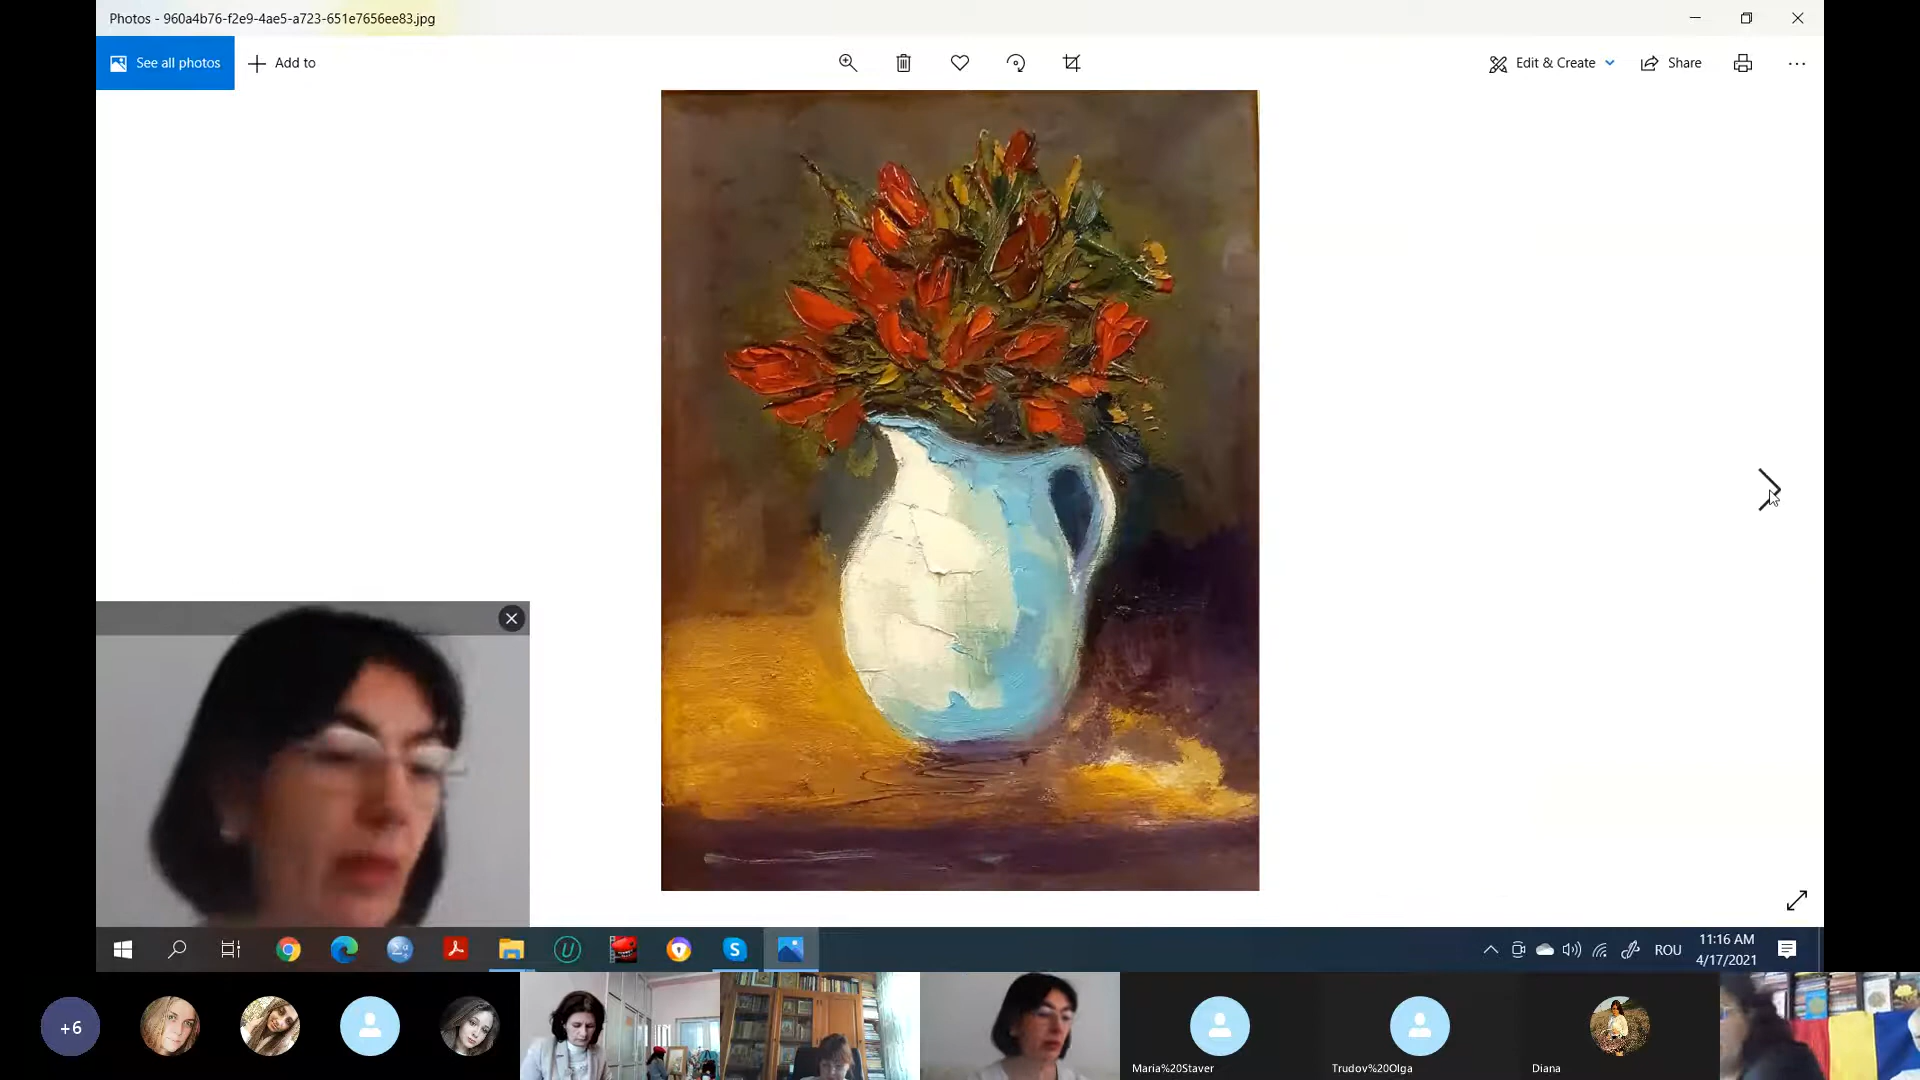 Photos - 960a4b76-f2e9-4ae5-a723-651e7656ee83.jpg
See all photos
Add to
Edit & Create
Share
ROU
11:16 AM
4/17/2021
+6
Maria%20Staver
Trudov%20Olga
Diana